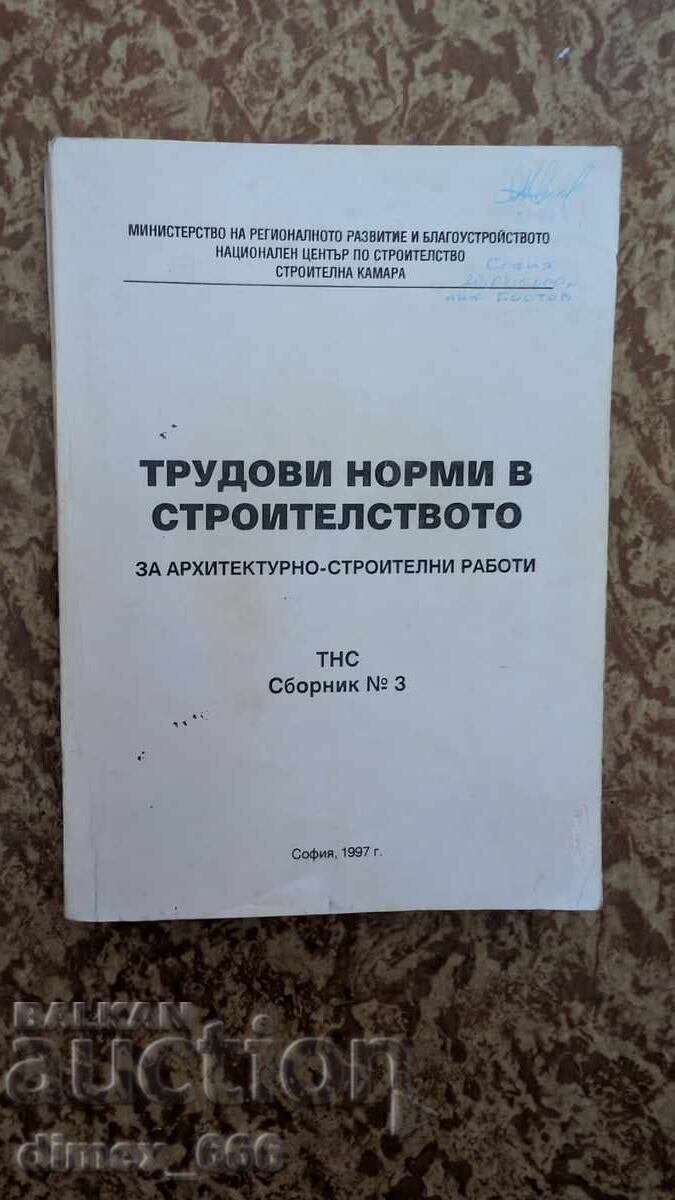 МИНИСТЕРСТВО НА РЕГИОНАЛНОТО РАЗВИТИЕ И БЛАГОУСТРОЙСТВОТО
НАЦИОНАЛЕН ЦЕНТЪР ПО СТРОИТЕЛСТВО
СТРОИТЕЛНА КАМАРА
София
ТРУДОВИ НОРМИ В
СТРОИТЕЛСТВОТО
ЗА АРХИТЕКТУРНО-СТРОИТЕЛНИ РАБОТИ
ТНС
Сборник № 3
София, 1997 г.
BALKAN
auction
dimex_666